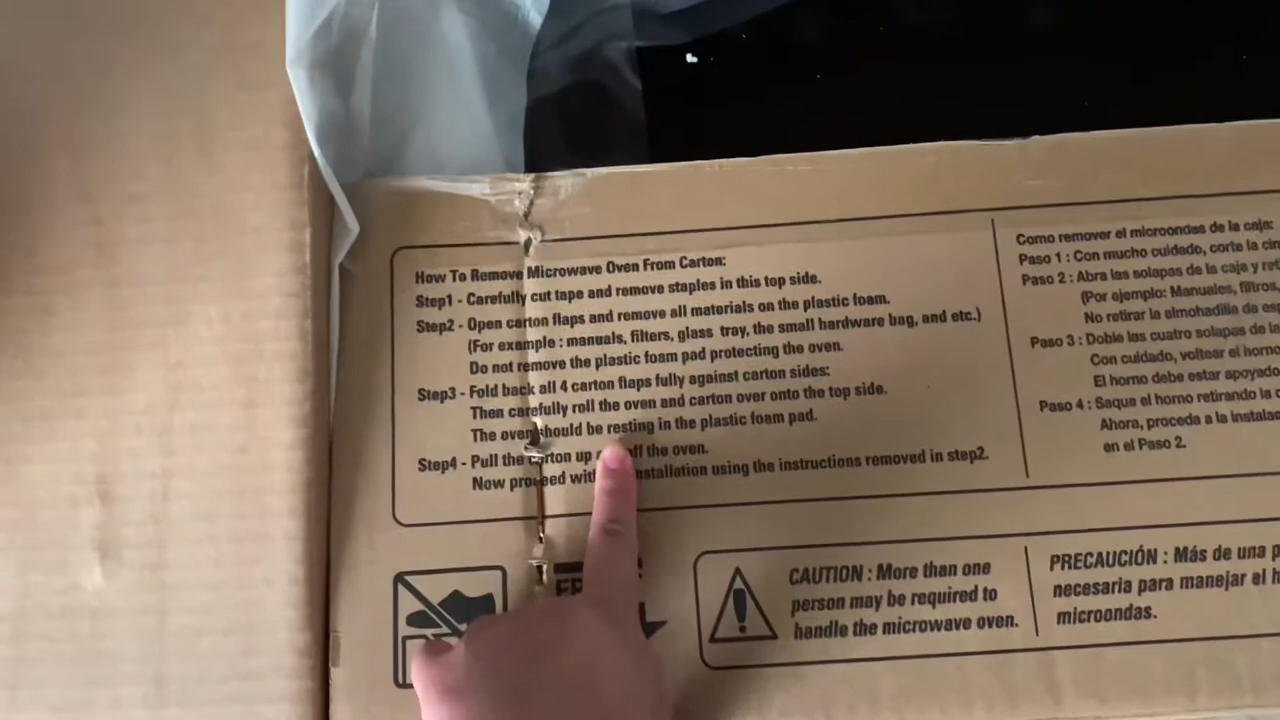 How To Remove Microwave Oven From Carton:
Step1 - Carefully cut tape and remove staples in this top side.
Step2 - Open carton flaps and remove all materials on the plastic foam.
(For example : manuals, filters, glass tray, the small hardware bag, and etc.)
Do not remove the plastic foam pad protecting the oven.
Step3 - Fold back all 4 carton flaps fully against carton sides:
Then carefully roll the oven and carton over onto the top side.
The oven should be resting in the plastic foam pad.
Step4 - Pull the carton up off the oven.
Now proceed with installation using the instructions removed in step2.
Como remover el microondas de la caja:
Paso 1 : Con mucho cuidado, corte la
Paso 2 : Abra las solapas de la caja y
(Por ejemplo: Manuales, filtros,
No retirar la almohadilla de
Paso 3 : Doble las cuatro solapas de
Con cuidado, voltear el horno
El horno debe estar apoyado
Paso 4 : Saque el horno retirando la
Ahora, proceda a la
en el Paso 2.
CAUTION : More than one
person may be required to
handle the microwave oven.
PRECAUCIÓN : Más de una
necesaria para manejar el
microondas.